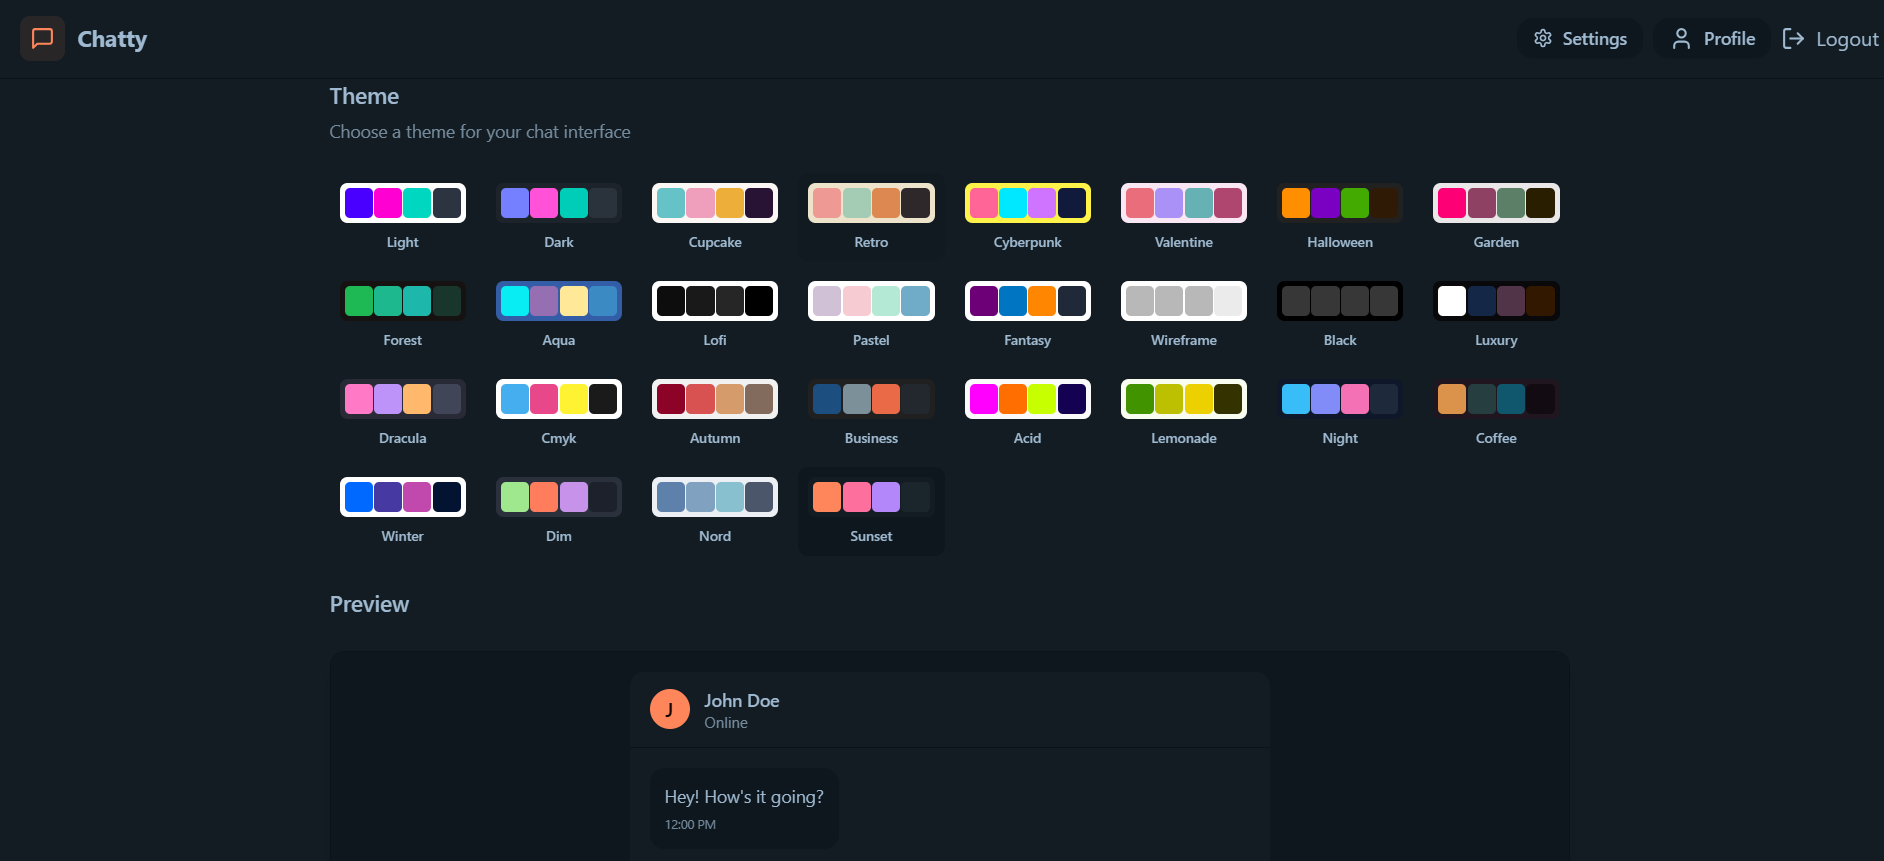 Chatty
Settings Profile Logout
Theme
Choose a theme for your chat interface
Light Dark Cupcake Retro Cyberpunk Valentine Halloween Garden
Forest Aqua Lofi Pastel Fantasy Wireframe Black Luxury
Dracula Cmyk Autumn Business Acid Lemonade Night Coffee
Winter Dim Nord Sunset
Preview
J
John Doe
Online
Hey! How's it going?
12:00 PM